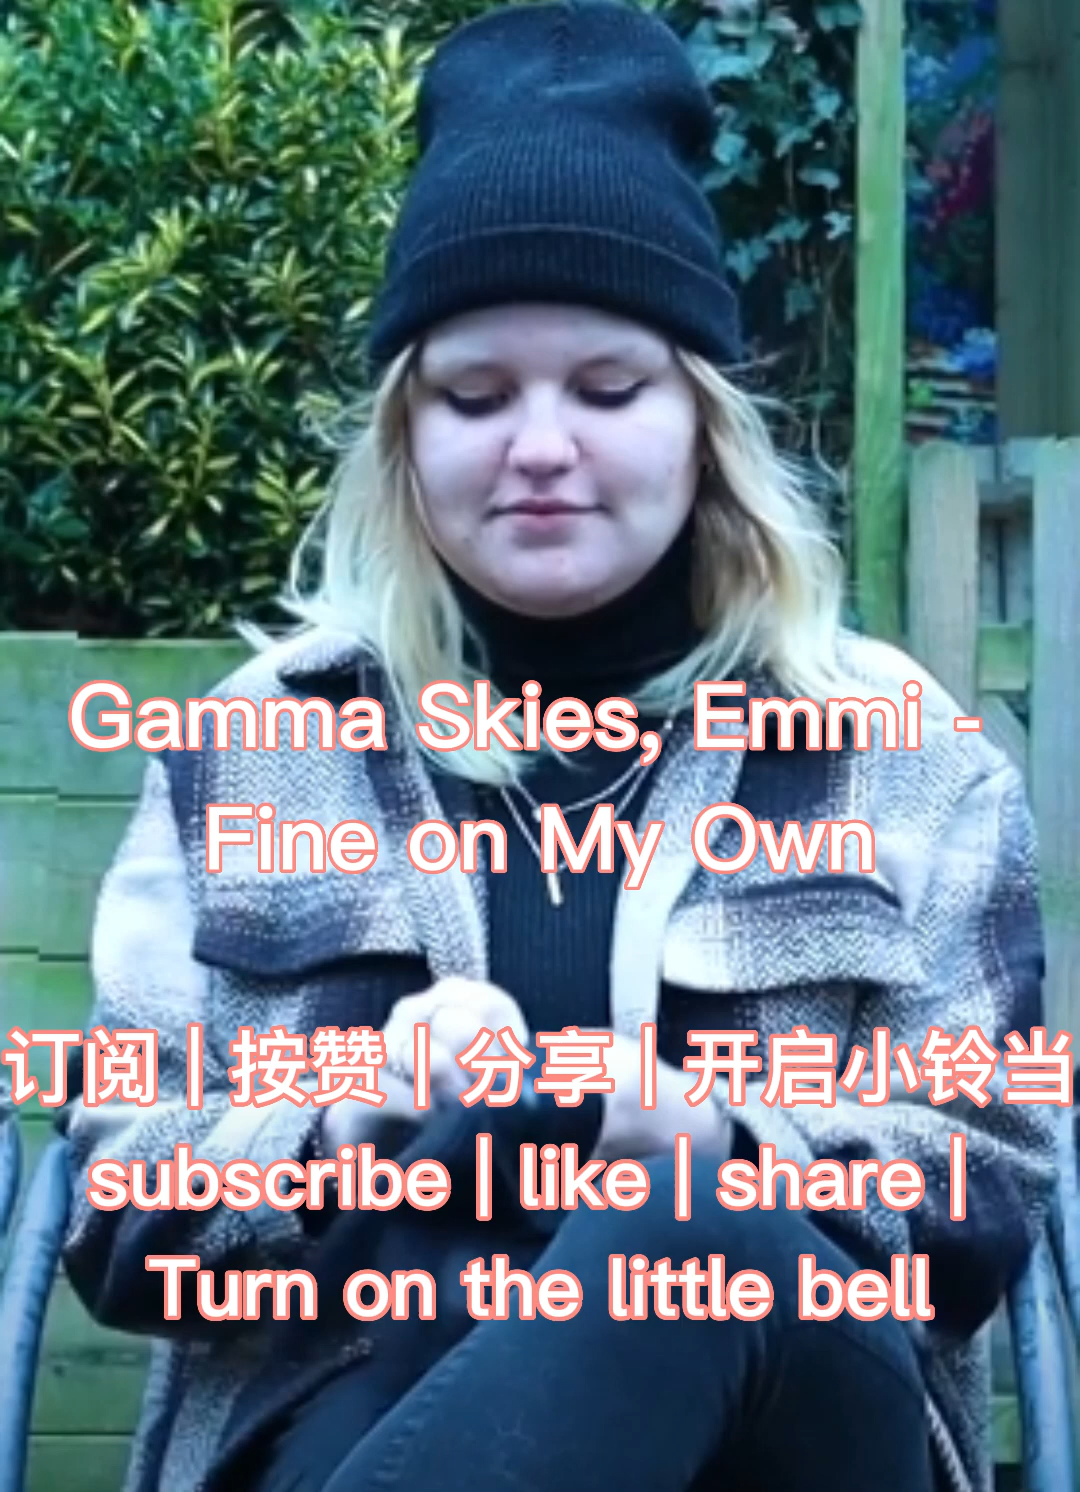 Gamma Skies, Emmi -
Fine on My Own
订阅 | 按赞 | 分享 | 开启小铃当
subscribe | like | share |
Turn on the little bell